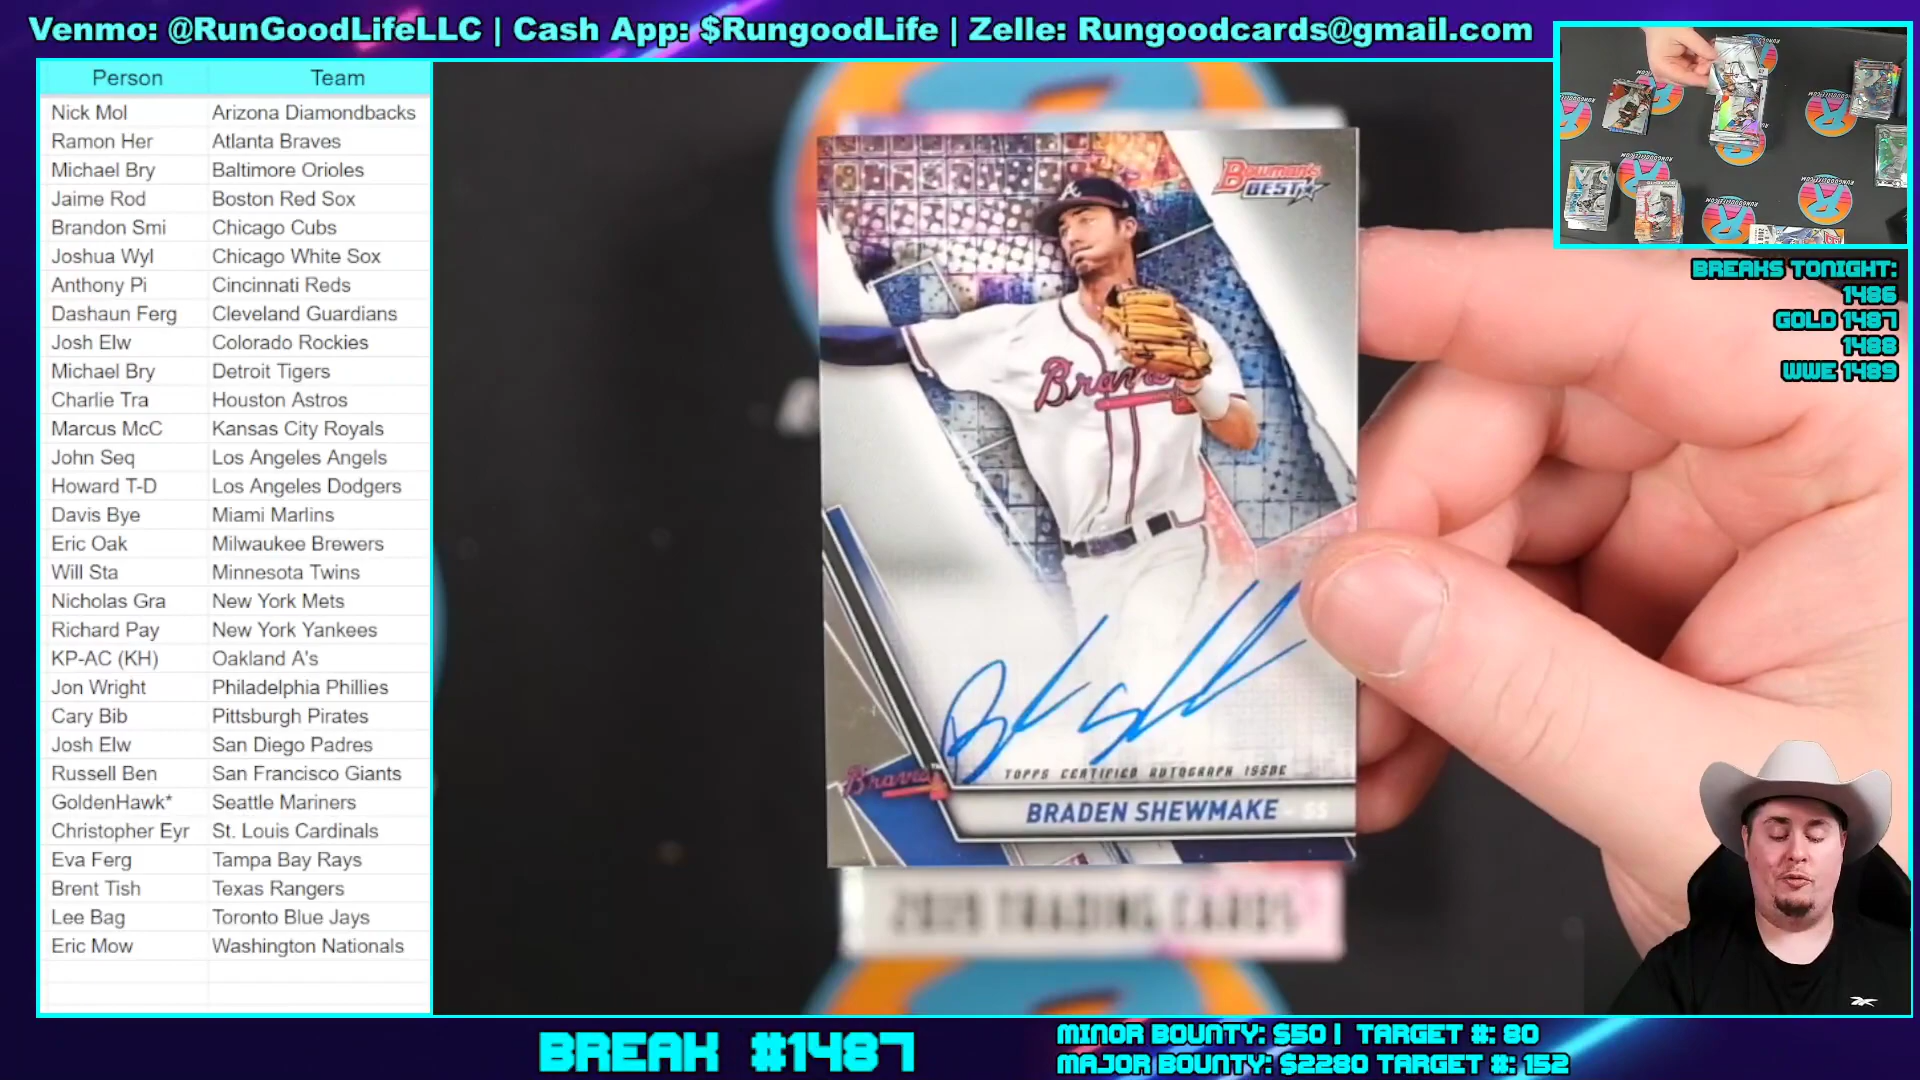 Venmo: @RunGoodLifeLLC | Cash App: $RungoodLife | Zelle: Rungoodcards@gmail.com
Person Team
Nick Mol Arizona Diamondbacks
Ramon Her Atlanta Braves
Michael Bry Baltimore Orioles
Jaime Rod Boston Red Sox
Brandon Smi Chicago Cubs
Joshua Wyl Chicago White Sox
Anthony Pi Cincinnati Reds
Dashaun Ferg Cleveland Guardians
Josh Elw Colorado Rockies
Michael Bry Detroit Tigers
Charlie Tra Houston Astros
Marcus McC Kansas City Royals
John Seq Los Angeles Angels
Howard T-D Los Angeles Dodgers
Davis Bye Miami Marlins
Eric Oak Milwaukee Brewers
Will Sta Minnesota Twins
Nicholas Gra New York Mets
Richard Pay New York Yankees
KP-AC (KH) Oakland A's
Jon Wright Philadelphia Phillies
Cary Bib Pittsburgh Pirates
Josh Elw San Diego Padres
Russell Ben San Francisco Giants
GoldenHawk* Seattle Mariners
Christopher Eyr St. Louis Cardinals
Eva Ferg Tampa Bay Rays
Brent Tish Texas Rangers
Lee Bag Toronto Blue Jays
Eric Mow Washington Nationals
Bowman's
BEST
Braves
TOPPS CERTIFIED AUTOGRAPH ISSUE
Braves
BRADEN SHEWMAKE - SS
2019 TRADING CARDS
BREAKS TONIGHT:
1486
GOLD 1487
1488
WWE 1489
BREAK #1487
MINOR BOUNTY: $50 | TARGET #: 80
MAJOR BOUNTY: $2280 TARGET #: 152